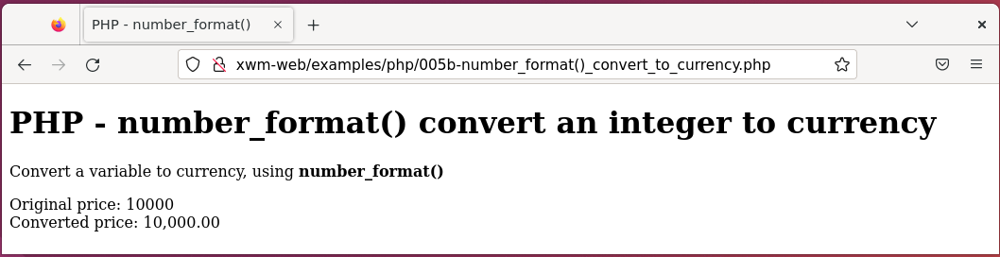 PHP - number_format()
xwm-web/examples/php/005b-number_format()_convert_to_currency.php
PHP - number_format() convert an integer to currency
Convert a variable to currency, using number_format()
Original price: 10000
Converted price: 10,000.00